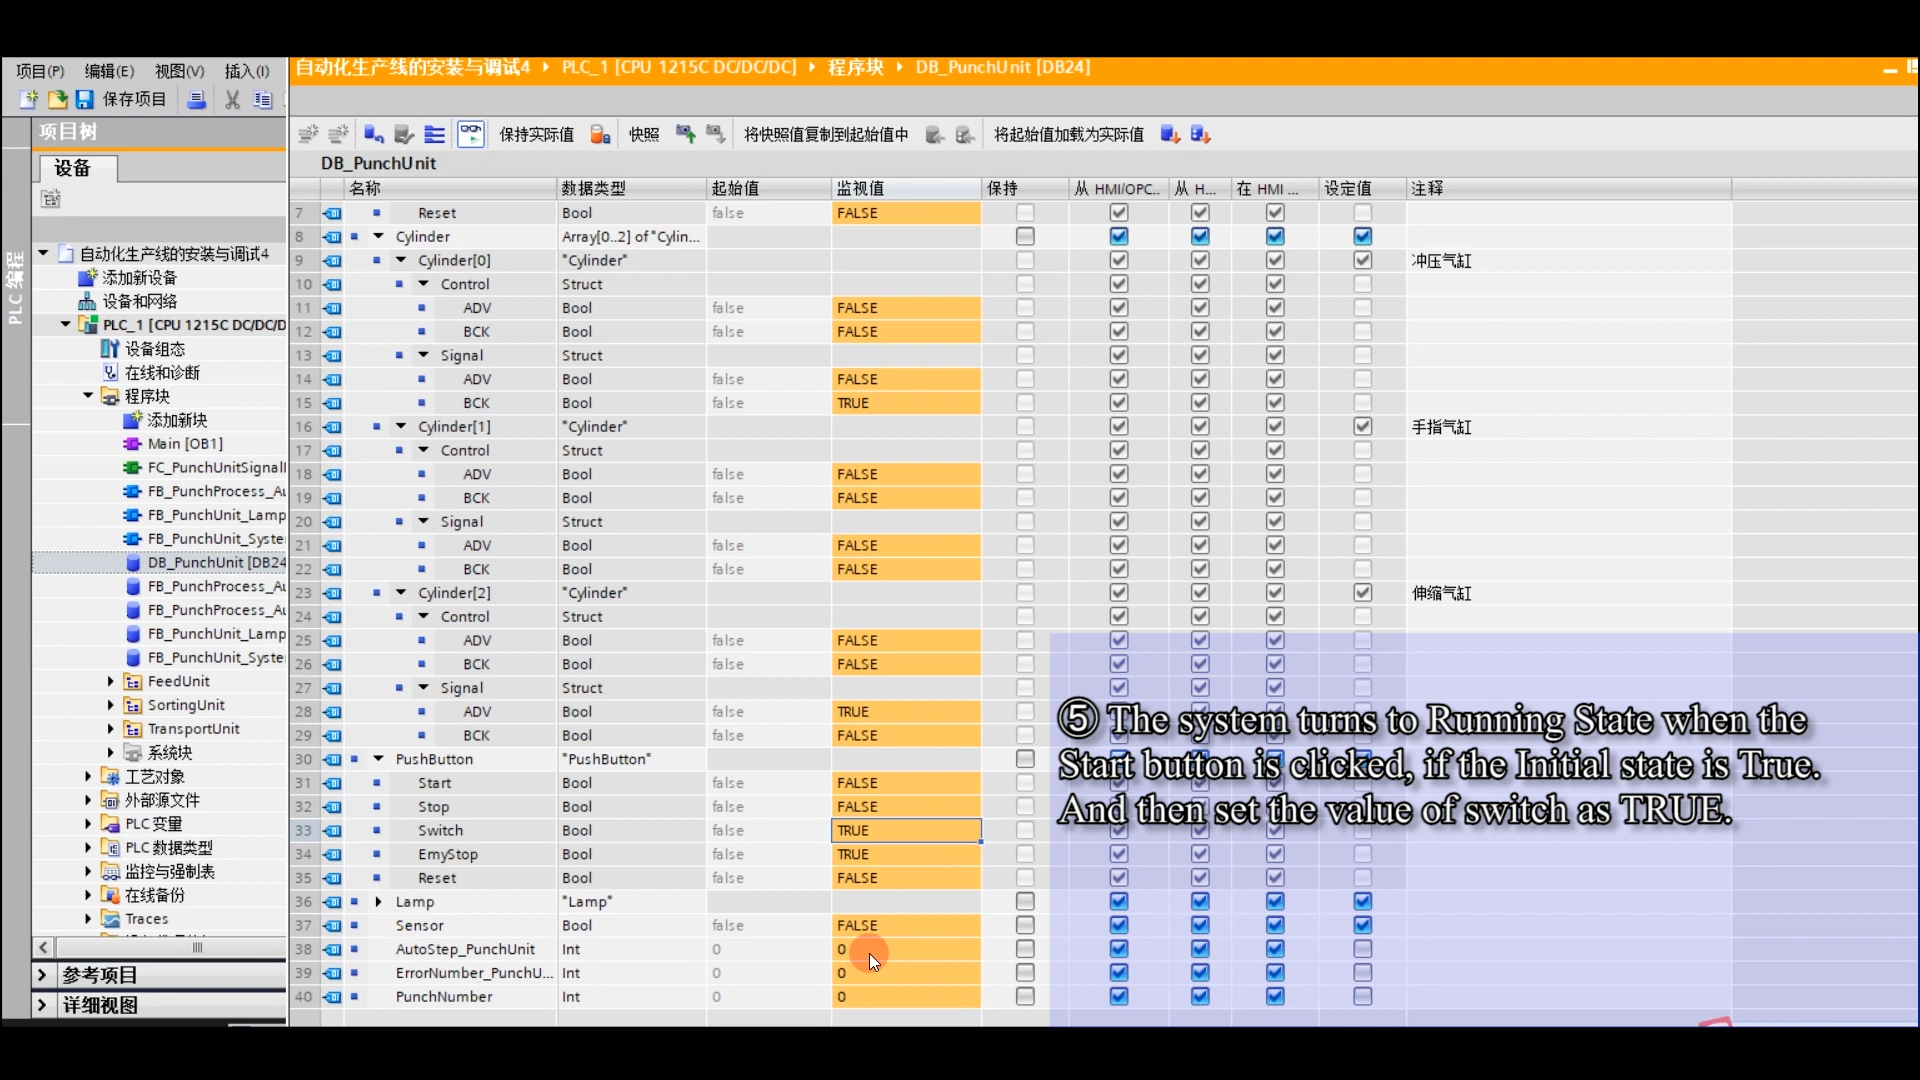 项目(P) 编辑(E) 视图(V) 插入(I)
保存项目
项目树
设备
PLC 编程
自动化生产线的安装与调试4
添加新设备
设备和网络
PLC_1 [CPU 1215C DC/DC/D
设备组态
在线和诊断
程序块
添加新块
Main [OB1]
FC_PunchUnitSignal
FB_PunchProcess_Au
FB_PunchUnit_Lamp
FB_PunchUnit_Syste
DB_PunchUnit [DB24
FB_PunchProcess_Au
FB_PunchProcess_Au
FB_PunchUnit_Lamp
FB_PunchUnit_Syste
FeedUnit
SortingUnit
TransportUnit
系统块
工艺对象
外部源文件
PLC 变量
PLC 数据类型
监控与强制表
在线备份
Traces
参考项目
详细视图
自动化生产线的安装与调试4 PLC_1 [CPU 1215C DC/DC/DC] 程序块 DB_PunchUnit [DB24]
保持实际值 快照 将快照值复制到起始值中 将起始值加载为实际值
DB_PunchUnit
名称 数据类型 起始值 监视值 保持 从 HMI/OPC.. 从 H... 在 HMI ... 设定值 注释
7 Reset Bool false FALSE
8 Cylinder Array[0..2] of "Cylin...
9 Cylinder[0] "Cylinder" 冲压气缸
10 Control Struct
11 ADV Bool false FALSE
12 BCK Bool false FALSE
13 Signal Struct
14 ADV Bool false FALSE
15 BCK Bool false TRUE
16 Cylinder[1] "Cylinder" 手指气缸
17 Control Struct
18 ADV Bool false FALSE
19 BCK Bool false FALSE
20 Signal Struct
21 ADV Bool false FALSE
22 BCK Bool false FALSE
23 Cylinder[2] "Cylinder" 伸缩气缸
24 Control Struct
25 ADV Bool false FALSE
26 BCK Bool false FALSE
27 Signal Struct
28 ADV Bool false TRUE
29 BCK Bool false FALSE
30 PushButton "PushButton"
31 Start Bool false FALSE
32 Stop Bool false FALSE
33 Switch Bool false TRUE
34 EmyStop Bool false TRUE
35 Reset Bool false FALSE
36 Lamp "Lamp"
37 Sensor Bool false FALSE
38 AutoStep_PunchUnit Int 0 0
39 ErrorNumber_PunchU... Int 0 0
40 PunchNumber Int 0 0
⑤ The system turns to Running State when the
Start button is clicked, if the Initial state is True.
And then set the value of switch as TRUE.